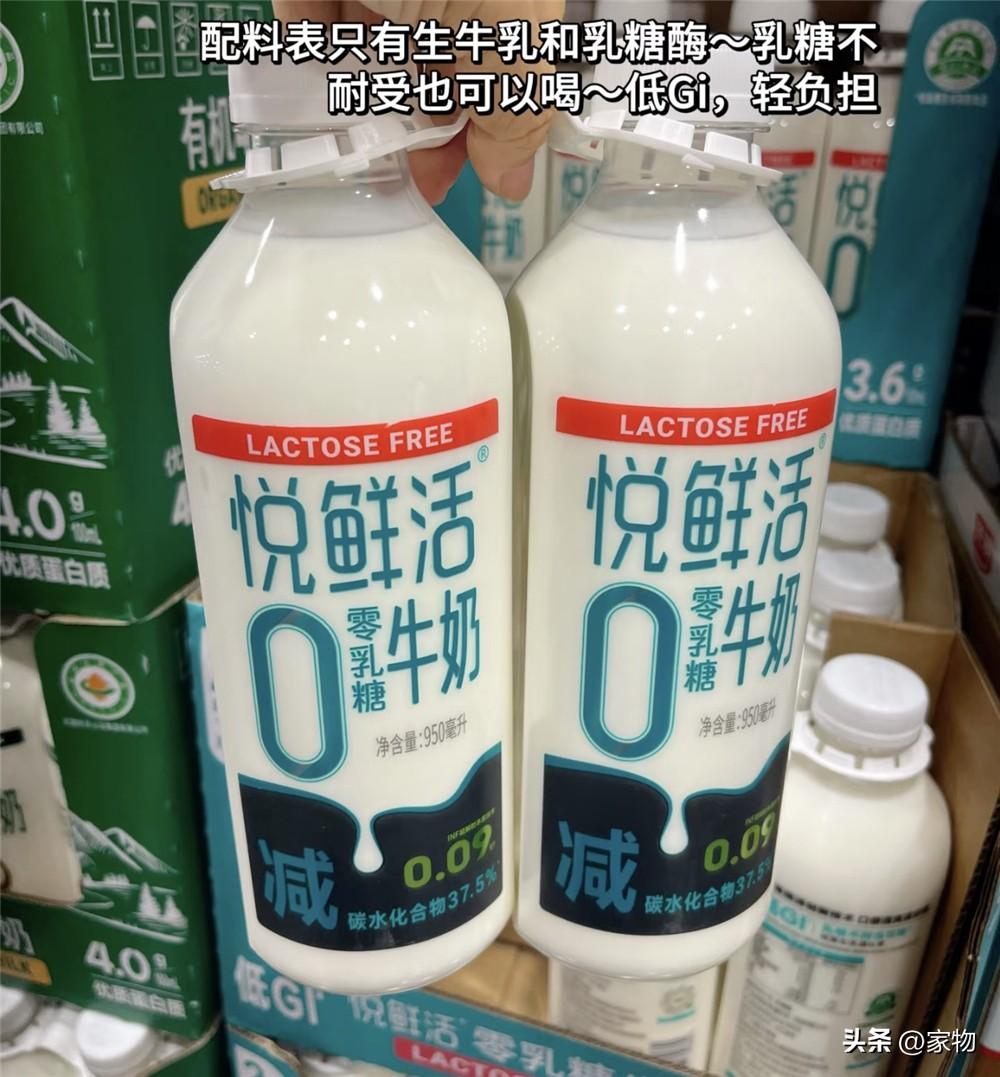 配料表只有生牛乳和乳糖酶～乳糖不
耐受也可以喝～低Gi，轻负担
有机
LACTOSE FREE
悦鲜活®
0
零乳糖
牛奶
净含量:950毫升
减
0.09
碳水化合物37.5%
LACTOSE FREE
悦鲜活®
0
零乳糖
牛奶
净含量:950毫升
减
0.09
碳水化合物37.5%
3.6g
优质蛋白质
4.0g
优质蛋白质
4.0g
优质蛋白质
低GI
悦鲜活 零乳糖
头条 @家物